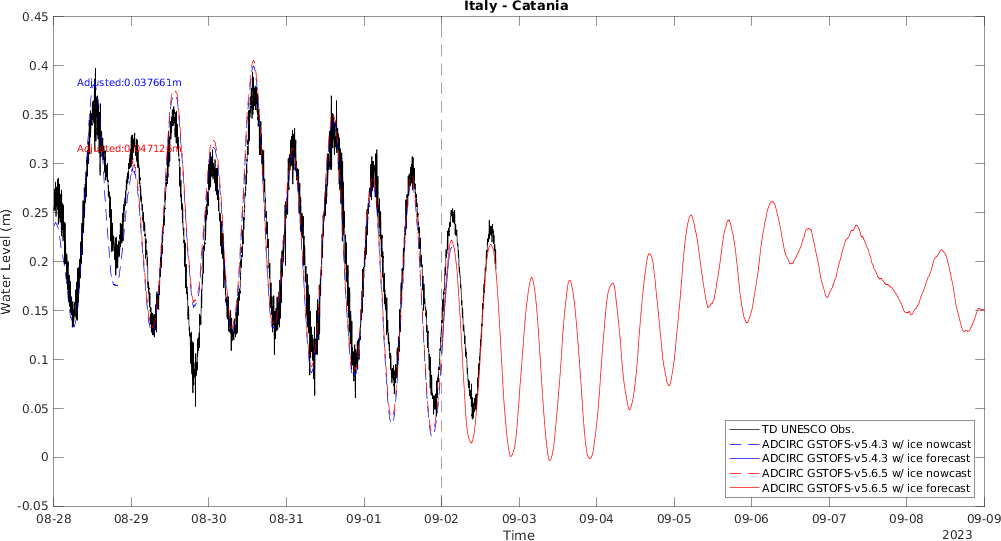 Italy - Catania
0.45
0.4
0.35
0.3
0.25
0.2
0.15
0.1
0.05
0
-0.05
Water Level (m)
Adjusted:0.037661m
TD UNESCO Obs.
ADCIRC GSTOFS-v5.4.3 w/ ice nowcast
ADCIRC GSTOFS-v5.4.3 w/ ice forecast
ADCIRC GSTOFS-v5.6.5 w/ ice nowcast
ADCIRC GSTOFS-v5.6.5 w/ ice forecast
08-28 08-29 08-30 08-31 09-01 09-02 09-03 09-04 09-05 09-06 09-07 09-08 09-09
Time
2023